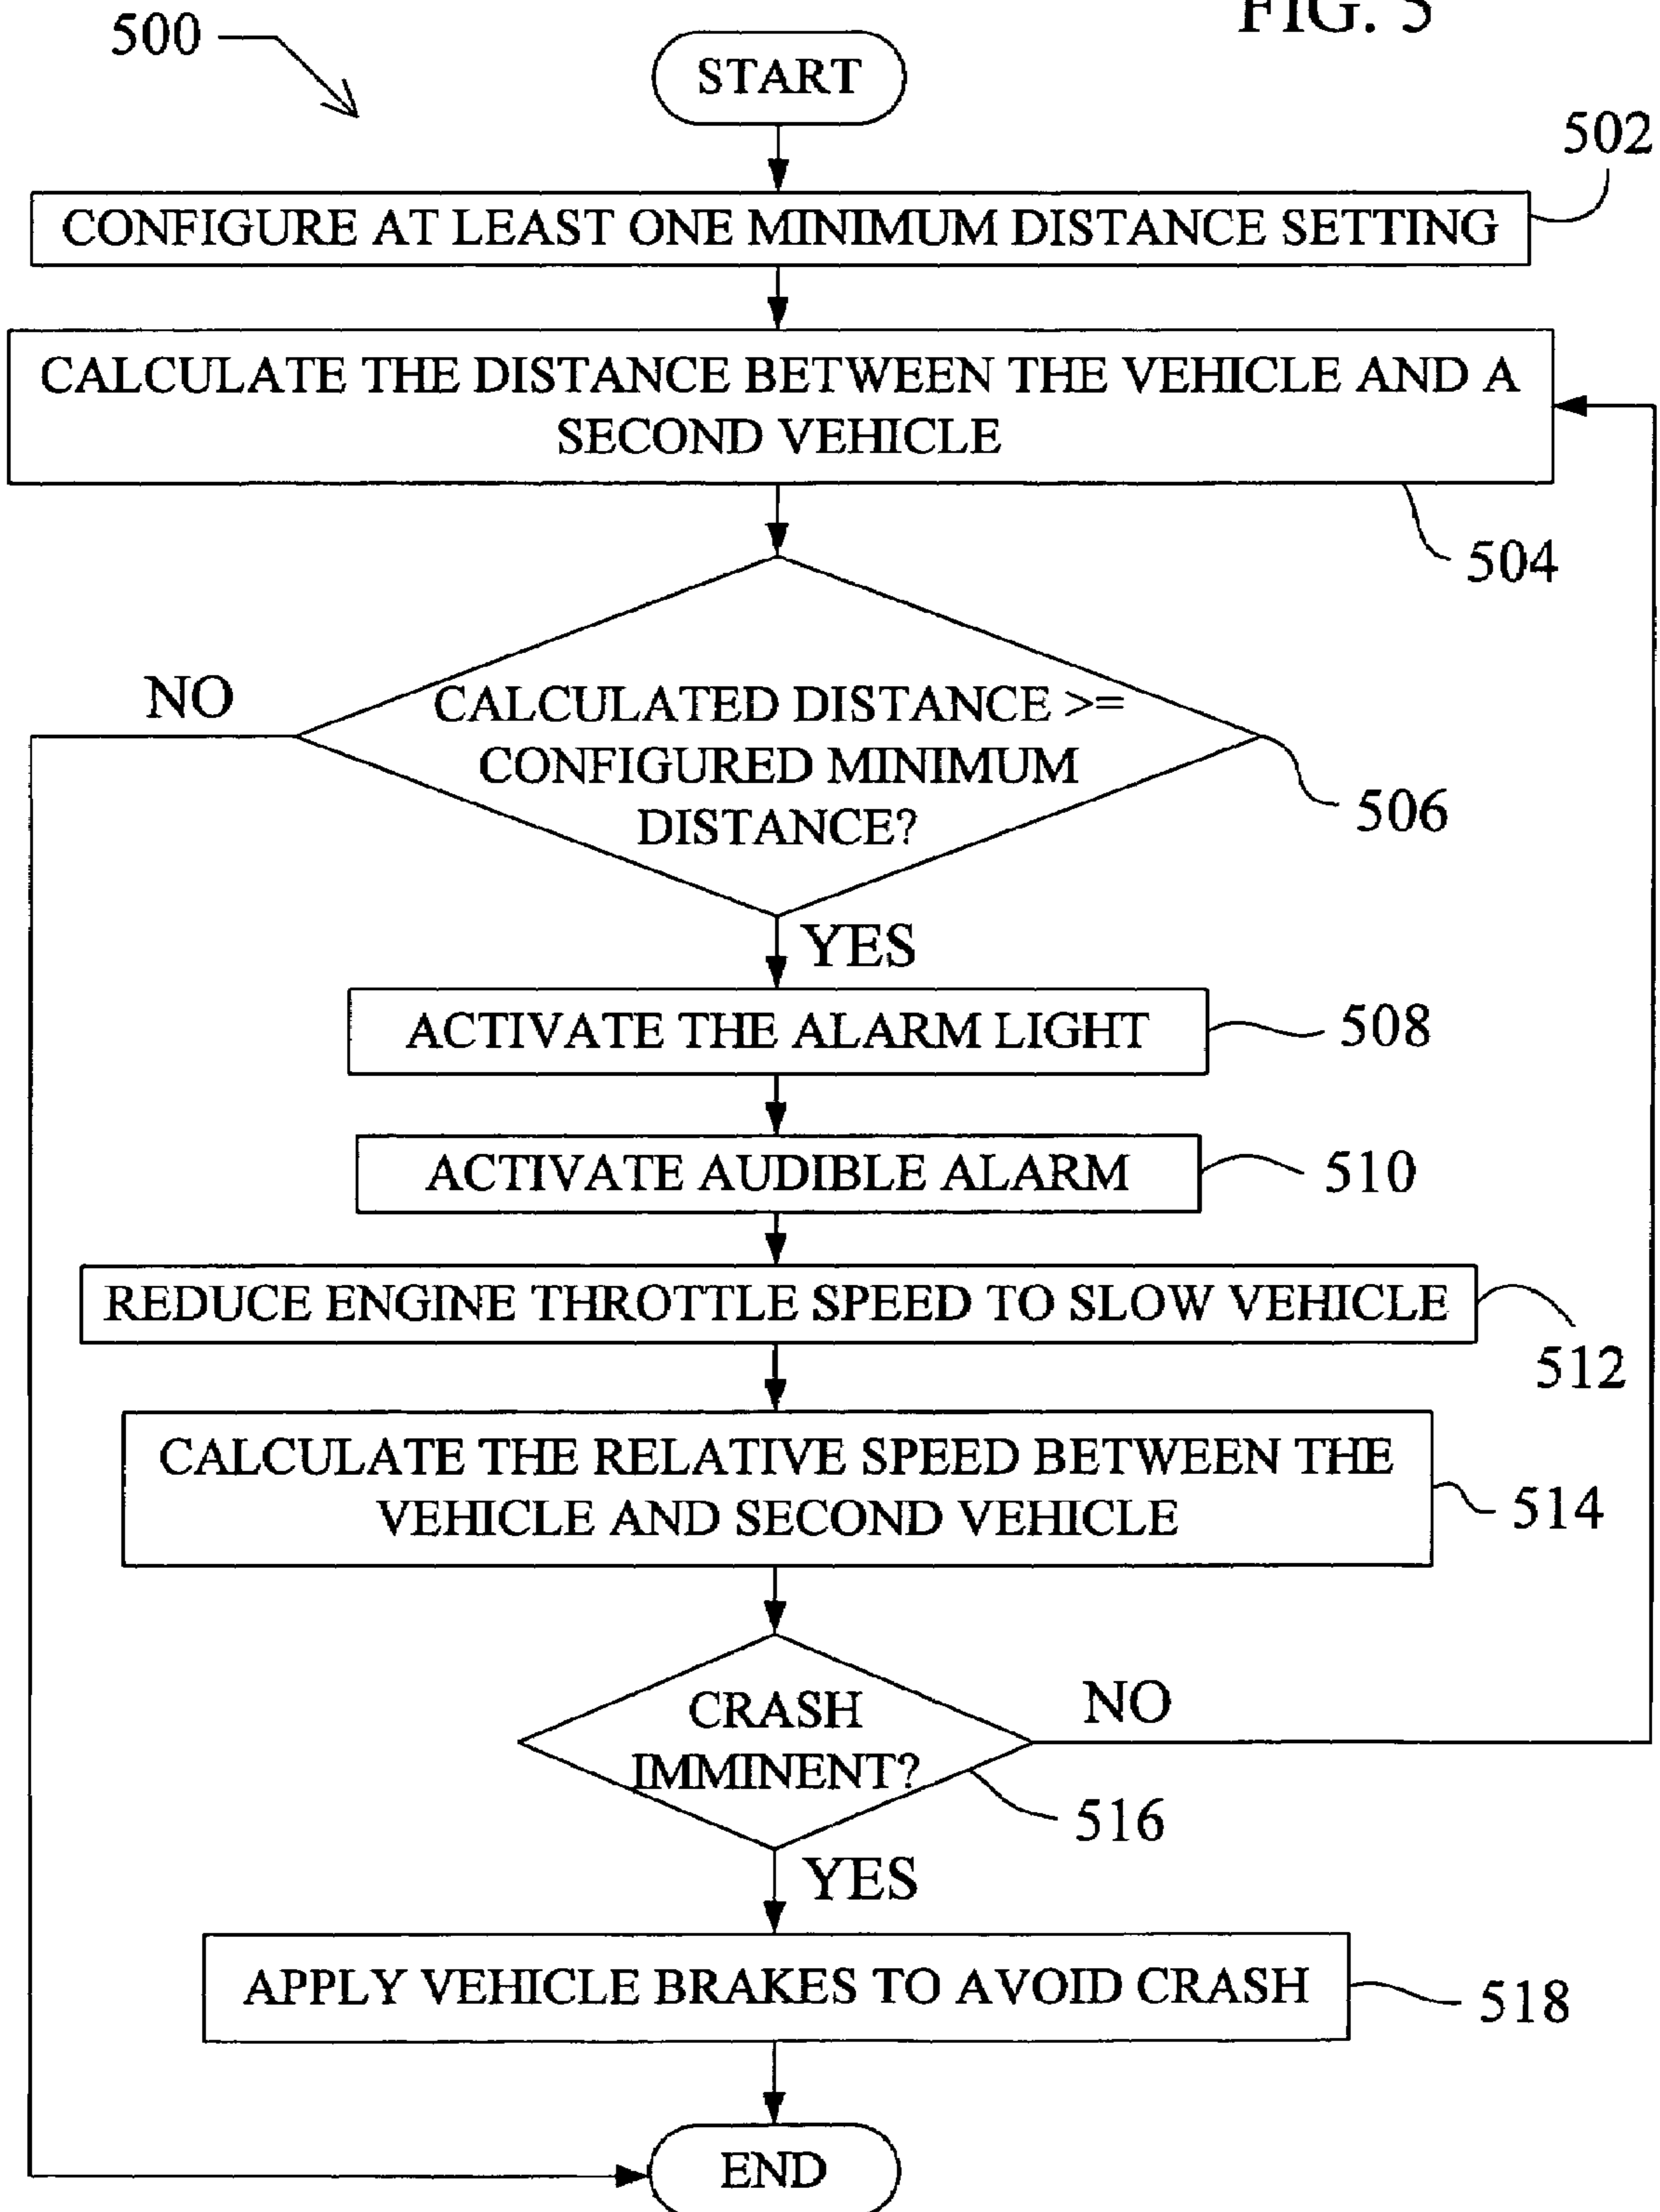 FIG. 5
500
START
502
CONFIGURE AT LEAST ONE MINIMUM DISTANCE SETTING
CALCULATE THE DISTANCE BETWEEN THE VEHICLE AND A
SECOND VEHICLE
504
NO
CALCULATED DISTANCE >=
CONFIGURED MINIMUM
DISTANCE?
506
YES
ACTIVATE THE ALARM LIGHT
508
ACTIVATE AUDIBLE ALARM
510
REDUCE ENGINE THROTTLE SPEED TO SLOW VEHICLE
512
CALCULATE THE RELATIVE SPEED BETWEEN THE
VEHICLE AND SECOND VEHICLE
514
CRASH
IMMINENT?
NO
516
YES
APPLY VEHICLE BRAKES TO AVOID CRASH
518
END